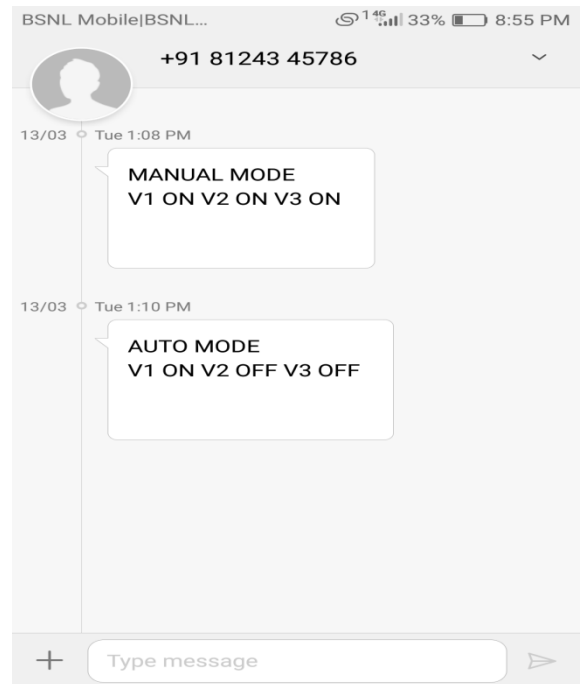 BSNL Mobile|BSNL... 1 4G 33% 8:55 PM
+91 81243 45786
13/03 Tue 1:08 PM
MANUAL MODE
V1 ON V2 ON V3 ON
13/03 Tue 1:10 PM
AUTO MODE
V1 ON V2 OFF V3 OFF
Type message